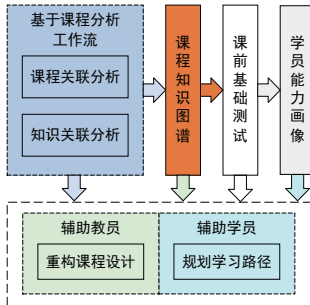 基于课程分析
工作流
课程关联分析
知识关联分析
课程知识图谱
课前基础测试
学员能力画像
辅助教员
重构课程设计
辅助学员
规划学习路径